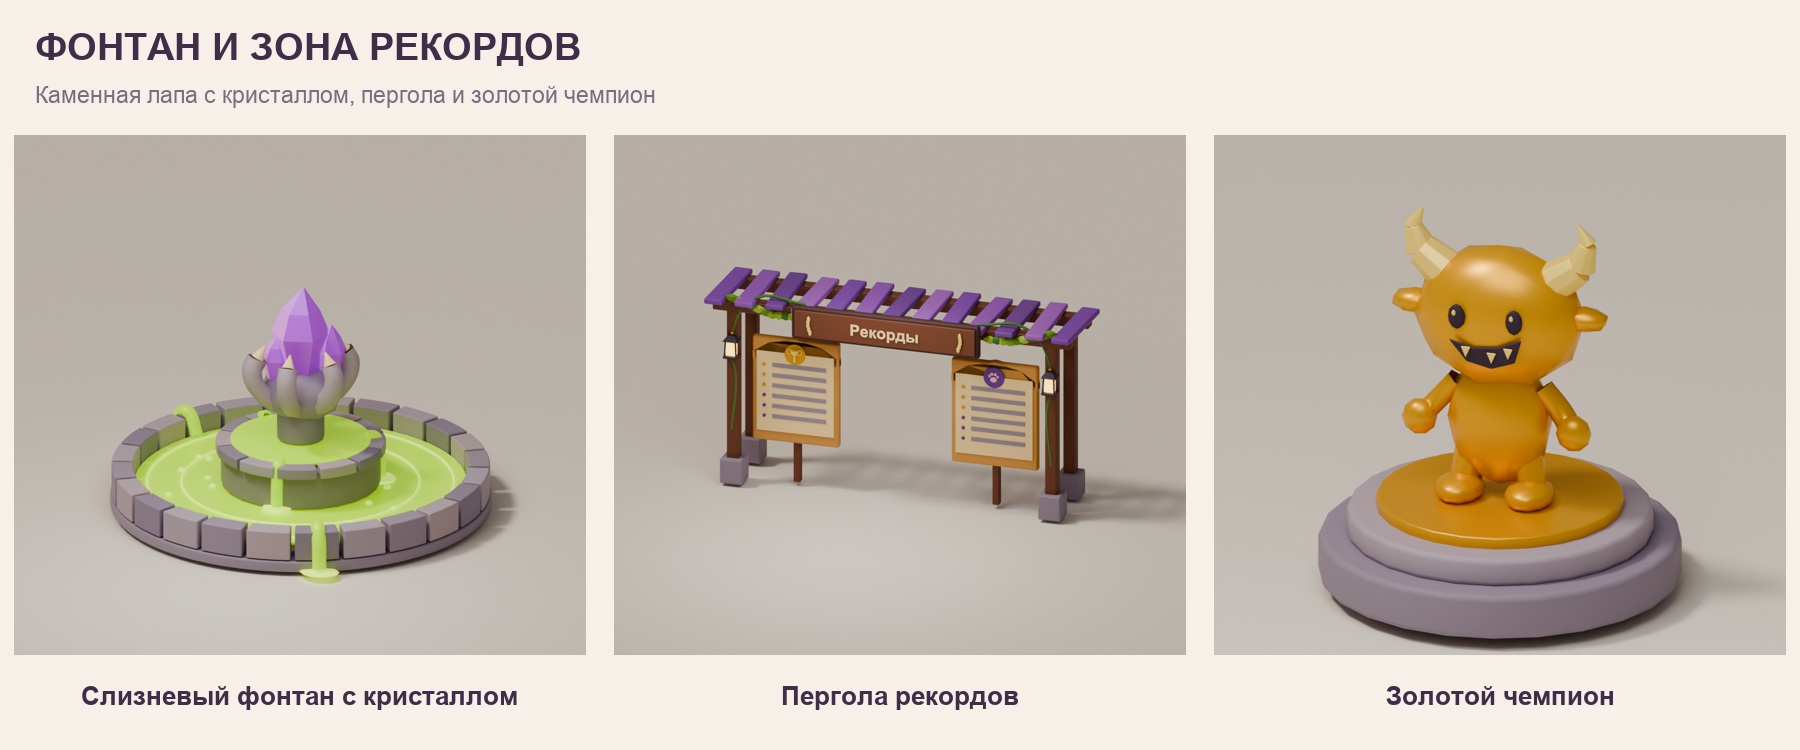 ФОНТАН И ЗОНА РЕКОРДОВ
Каменная лапа с кристаллом, пергола и золотой чемпион
Рекорды
Слизневый фонтан с кристаллом
Пергола рекордов
Золотой чемпион